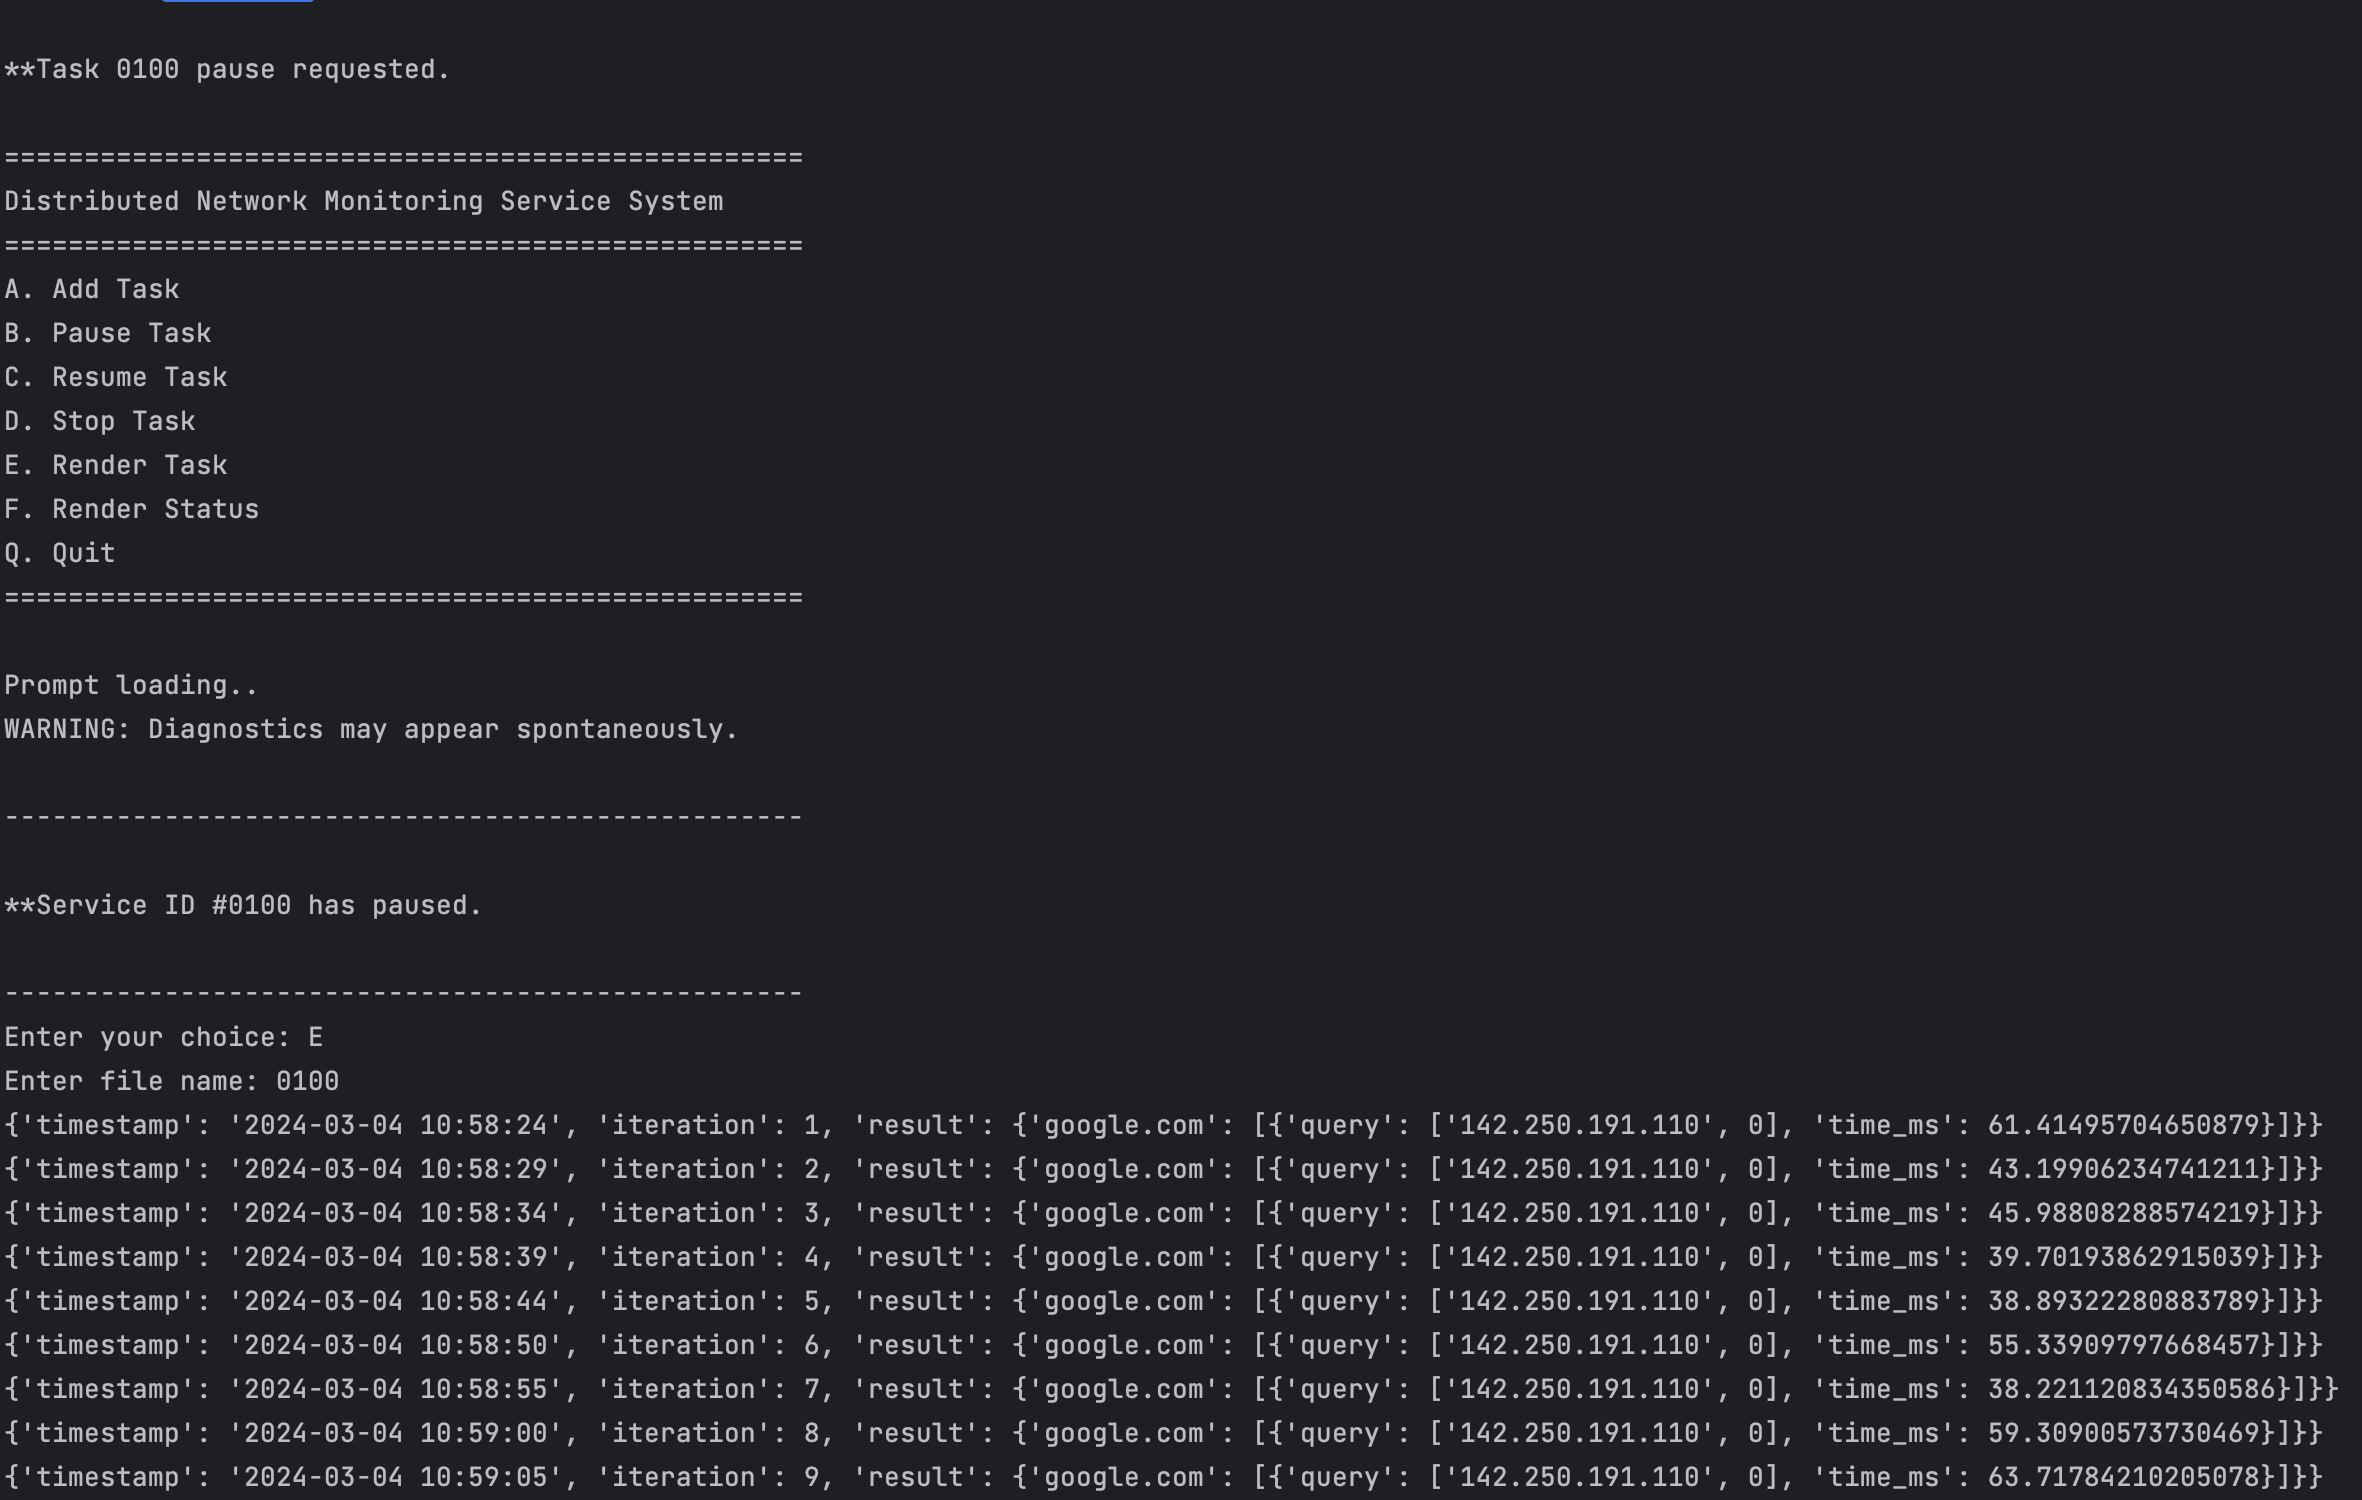 **Task 0100 pause requested.
==================================================
Distributed Network Monitoring Service System
==================================================
A. Add Task
B. Pause Task
C. Resume Task
D. Stop Task
E. Render Task
F. Render Status
Q. Quit
==================================================
Prompt loading..
WARNING: Diagnostics may appear spontaneously.
--------------------------------------------------
**Service ID #0100 has paused.
--------------------------------------------------
Enter your choice: E
Enter file name: 0100
{'timestamp': '2024-03-04 10:58:24', 'iteration': 1, 'result': {'google.com': [{'query': ['142.250.191.110', 0], 'time_ms': 61.41495704650879}]}}
{'timestamp': '2024-03-04 10:58:29', 'iteration': 2, 'result': {'google.com': [{'query': ['142.250.191.110', 0], 'time_ms': 43.19906234741211}]}}
{'timestamp': '2024-03-04 10:58:34', 'iteration': 3, 'result': {'google.com': [{'query': ['142.250.191.110', 0], 'time_ms': 45.98808288574219}]}}
{'timestamp': '2024-03-04 10:58:39', 'iteration': 4, 'result': {'google.com': [{'query': ['142.250.191.110', 0], 'time_ms': 39.70193862915039}]}}
{'timestamp': '2024-03-04 10:58:44', 'iteration': 5, 'result': {'google.com': [{'query': ['142.250.191.110', 0], 'time_ms': 38.89322280883789}]}}
{'timestamp': '2024-03-04 10:58:50', 'iteration': 6, 'result': {'google.com': [{'query': ['142.250.191.110', 0], 'time_ms': 55.33909797668457}]}}
{'timestamp': '2024-03-04 10:58:55', 'iteration': 7, 'result': {'google.com': [{'query': ['142.250.191.110', 0], 'time_ms': 38.221120834350586}]}}
{'timestamp': '2024-03-04 10:59:00', 'iteration': 8, 'result': {'google.com': [{'query': ['142.250.191.110', 0], 'time_ms': 59.30900573730469}]}}
{'timestamp': '2024-03-04 10:59:05', 'iteration': 9, 'result': {'google.com': [{'query': ['142.250.191.110', 0], 'time_ms': 63.71784210205078}]}}